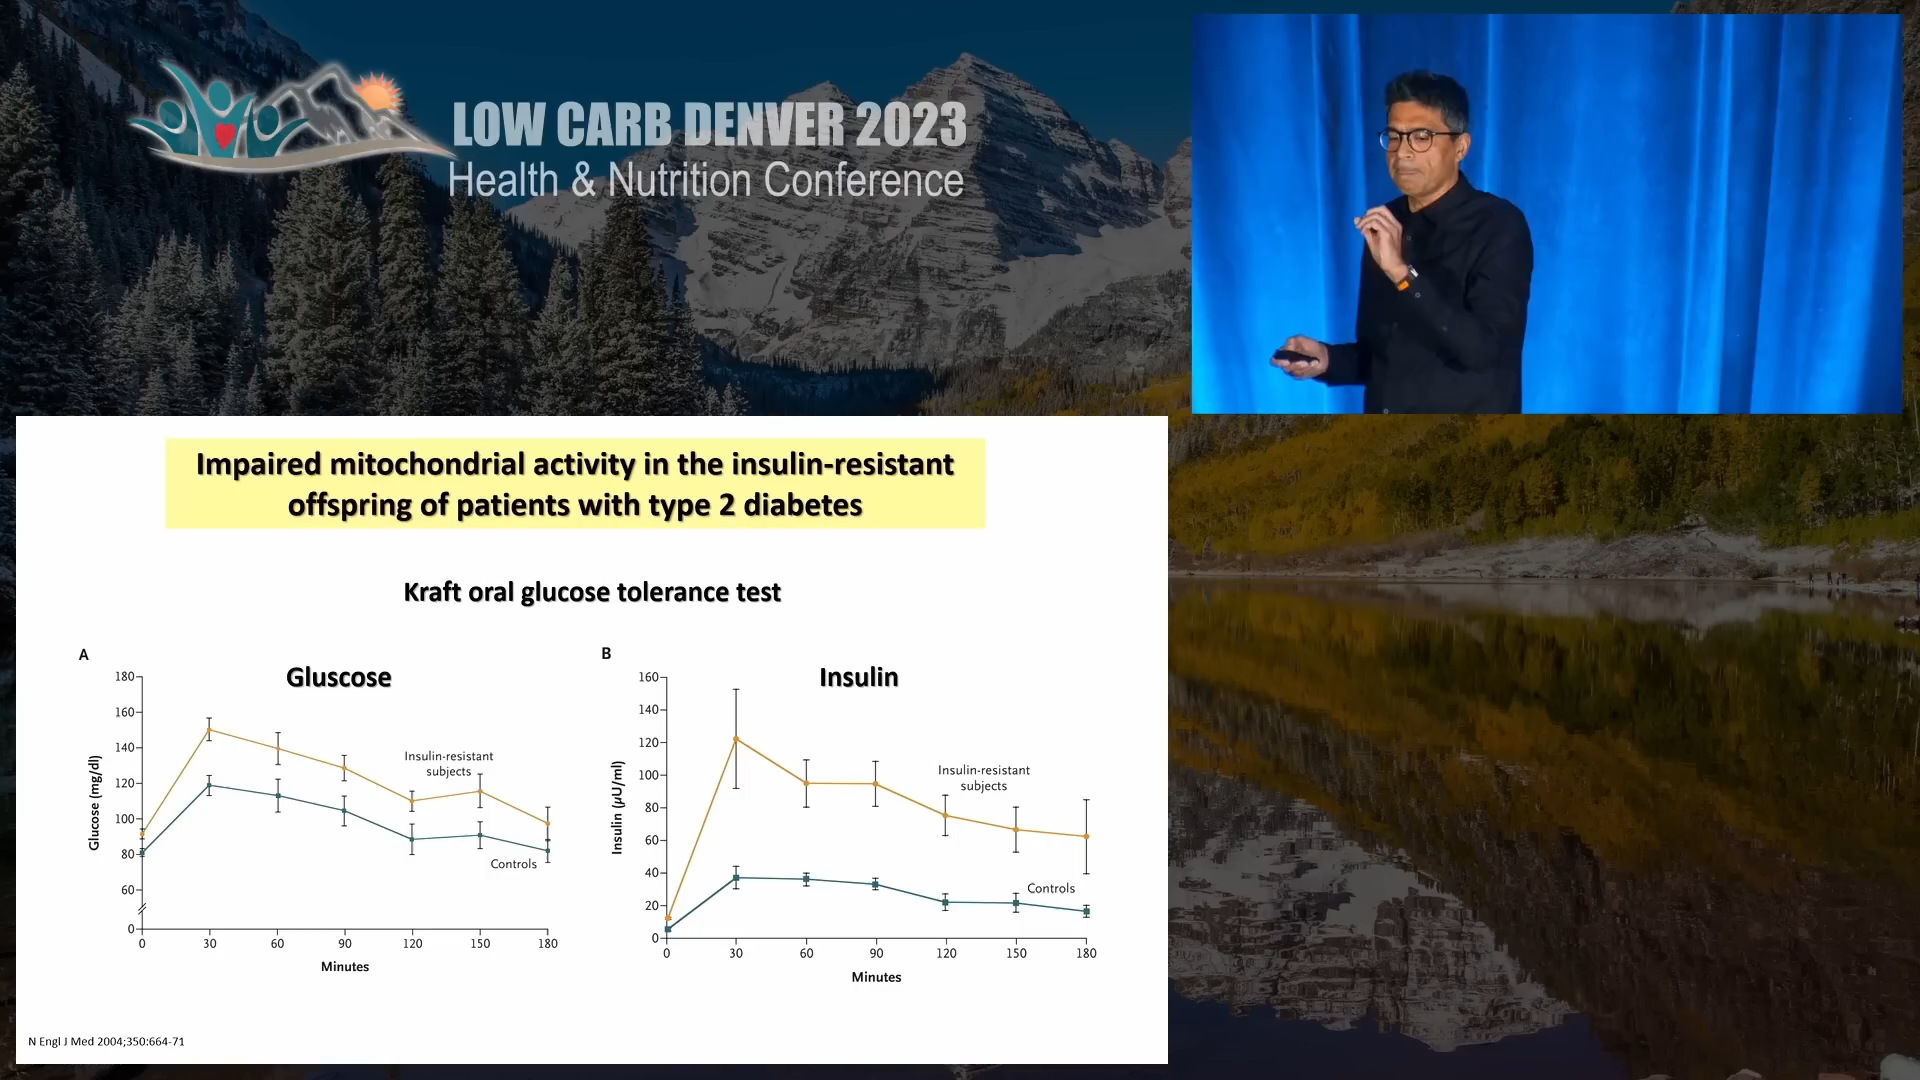 LOW CARB DENVER 2023
Health & Nutrition Conference
Impaired mitochondrial activity in the insulin-resistant
offspring of patients with type 2 diabetes
Kraft oral glucose tolerance test
A
Gluscose
180
160
140
120
100
80
60
0
Glucose (mg/dl)
Insulin-resistant
subjects
Controls
0 30 60 90 120 150 180
Minutes
B
Insulin
160
140
120
100
80
60
40
20
0
Insulin (µU/ml)
Insulin-resistant
subjects
Controls
0 30 60 90 120 150 180
Minutes
N Engl J Med 2004;350:664-71